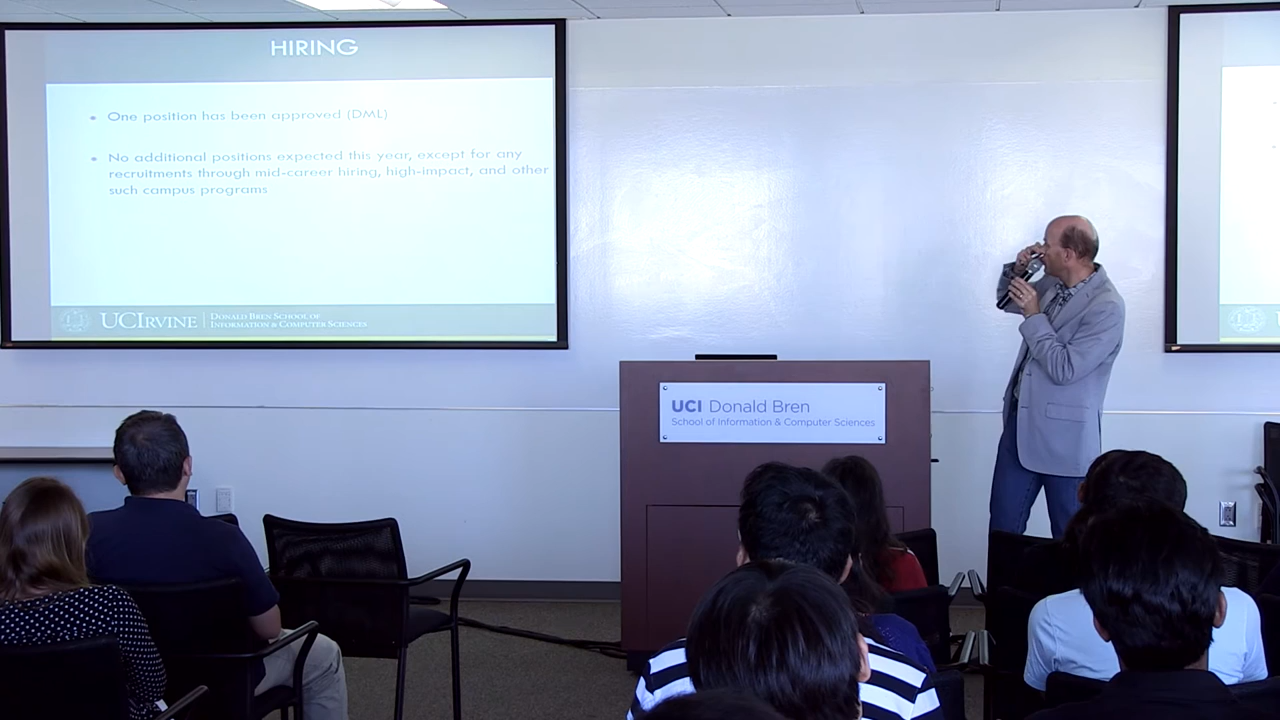 HIRING
• One position has been approved (DML)
• No additional positions expected this year, except for any
recruitments through mid-career hiring, high-impact, and other
such campus programs
UCIRVINE | DONALD BREN SCHOOL OF
INFORMATION & COMPUTER SCIENCES
UCI Donald Bren
School of Information & Computer Sciences